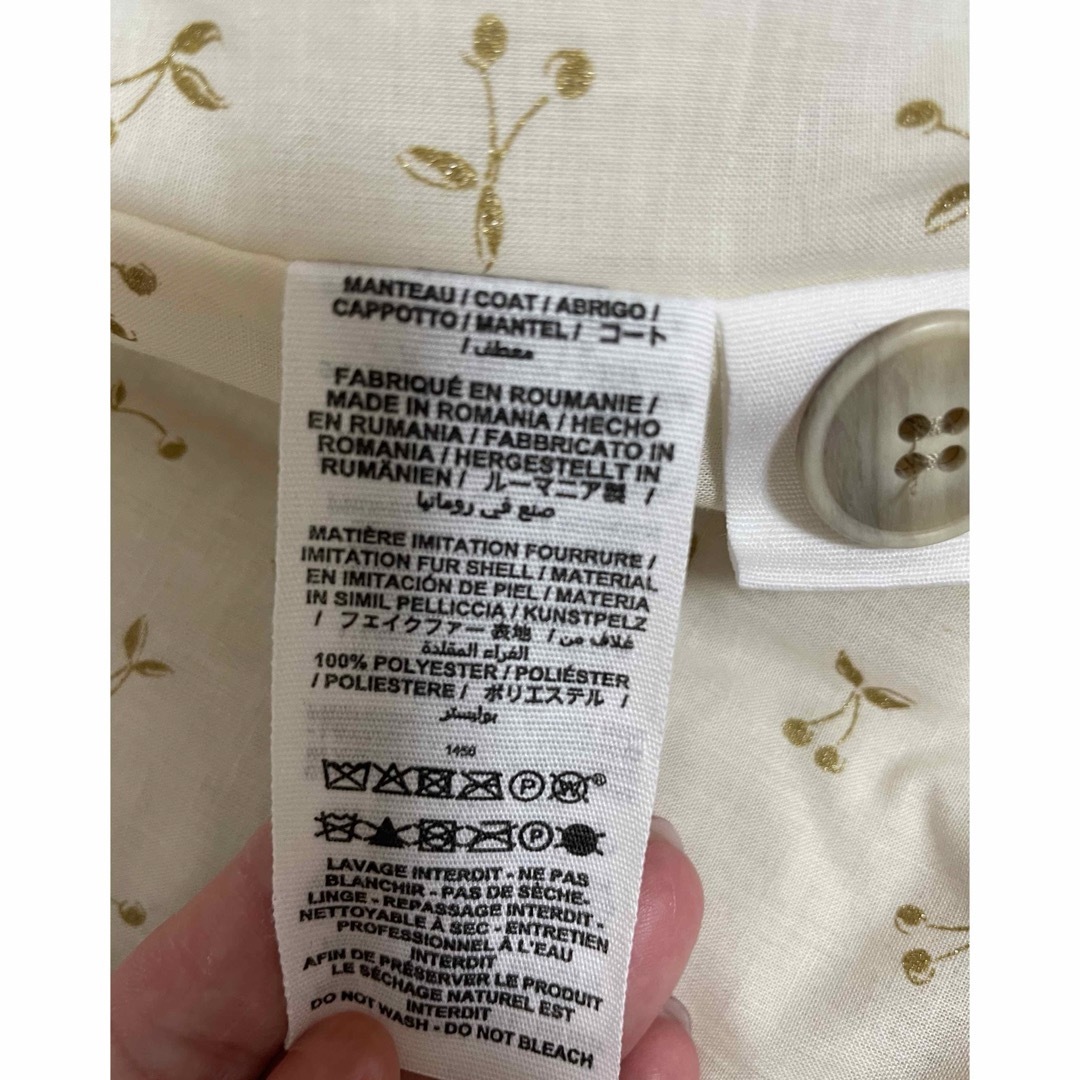 MANTEAU / COAT / ABRIGO /
CAPPOTTO / MANTEL / コート
/ معطف
FABRIQUÉ EN ROUMANIE /
MADE IN ROMANIA / HECHO
EN RUMANIA / FABBRICATO IN
ROMANIA / HERGESTELLT IN
RUMÄNIEN / ルーマニア製 /
صنع في رومانيا
MATIÈRE IMITATION FOURRURE /
IMITATION FUR SHELL / MATERIAL
EN IMITACIÓN DE PIEL / MATERIA
IN SIMIL PELLICCIA / KUNSTPELZ
/ フェイクファー 表地 / غلاف من
الفراء المقلدة
100% POLYESTER / POLIÉSTER
/ POLIESTERE / ポリエステル /
بوليستر
1456
P W®
P
LAVAGE INTERDIT - NE PAS
BLANCHIR - PAS DE SÈCHE-
LINGE - REPASSAGE INTERDIT -
NETTOYABLE À SEC - ENTRETIEN
PROFESSIONNEL À L'EAU
INTERDIT
AFIN DE PRÉSERVER LE PRODUIT
LE SÉCHAGE NATUREL EST
INTERDIT
DO NOT WASH - DO NOT BLEACH